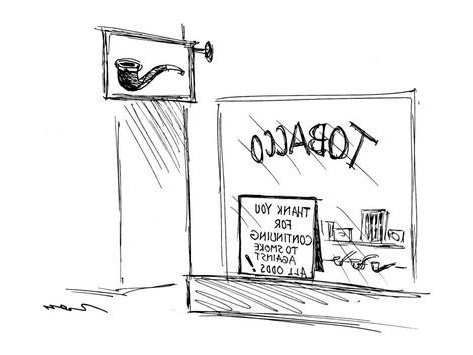 TOBACCO
THANK YOU
FOR
CONTINUING
TO SMOKE
AGAINST
ALL ODDS!